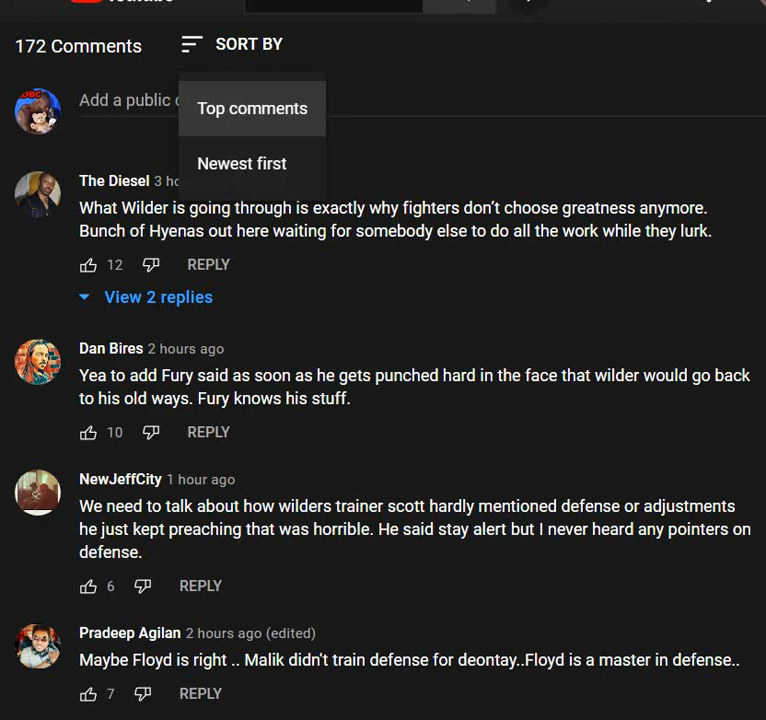 172 Comments
SORT BY
Add a public
Top comments
Newest first
The Diesel 3
What Wilder is going through is exactly why fighters don’t choose greatness anymore.
Bunch of Hyenas out here waiting for somebody else to do all the work while they lurk.
12 REPLY
View 2 replies
Dan Bires 2 hours ago
Yea to add Fury said as soon as he gets punched hard in the face that wilder would go back
to his old ways. Fury knows his stuff.
10 REPLY
NewJeffCity 1 hour ago
We need to talk about how wilders trainer scott hardly mentioned defense or adjustments
he just kept preaching that was horrible. He said stay alert but I never heard any pointers on
defense.
6 REPLY
Pradeep Agilan 2 hours ago (edited)
Maybe Floyd is right .. Malik didn't train defense for deontay..Floyd is a master in defense..
7 REPLY